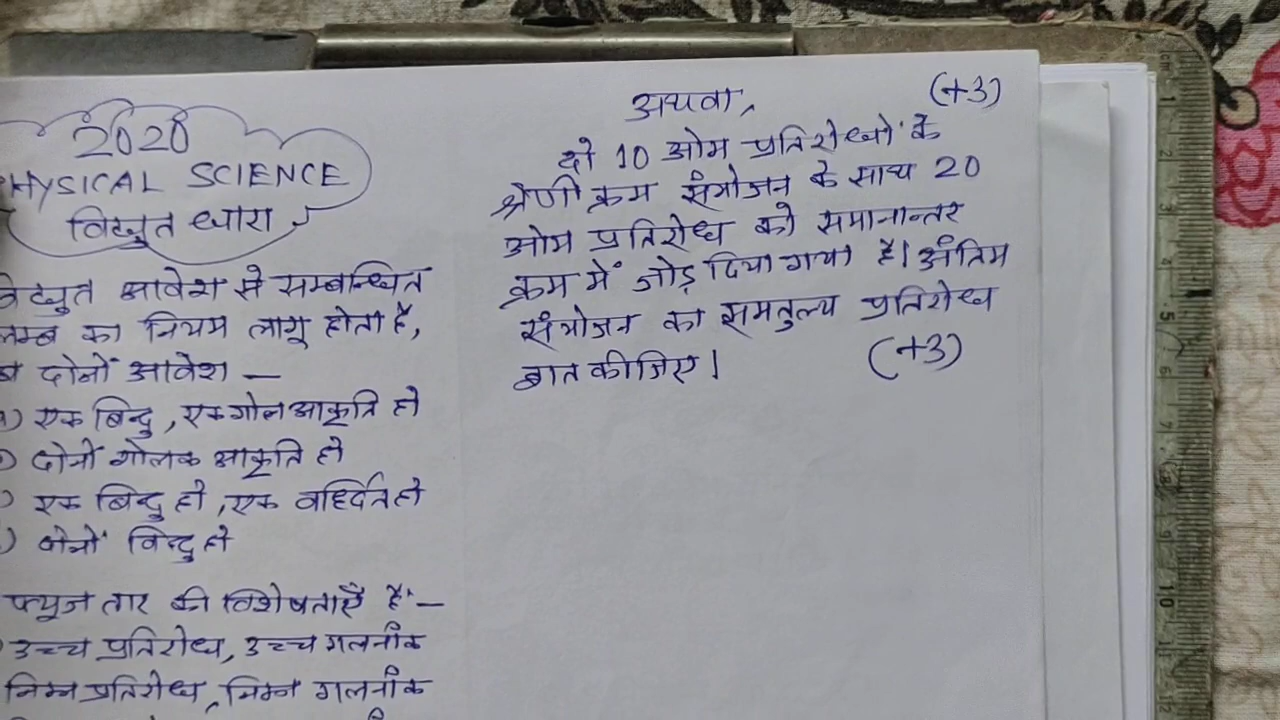 2020
PHYSICAL SCIENCE
विद्युत धारा
विद्युत आवेश से सम्बन्धित
लम्ब का नियम लागू होता है,
दोनों आवेश —
एक बिन्दु, एक गोल आकृति हो
दोनों गोलक आकृति हो
एक बिन्दु हो, एक वहिर्दित हो
दोनों बिन्दु हो
फ्यूज तार की विशेषताएँ हैं —
उच्च प्रतिरोध, उच्च गलनांक
निम्न प्रतिरोध, निम्न गलनांक
अथवा, (+3)
दो 10 ओम प्रतिरोधों के
श्रेणी क्रम संयोजन के साथ 20
ओम प्रतिरोध को समानान्तर
क्रम में जोड़ दिया गया है। अंतिम
संयोजन का समतुल्य प्रतिरोध
ज्ञात कीजिए। (+3)